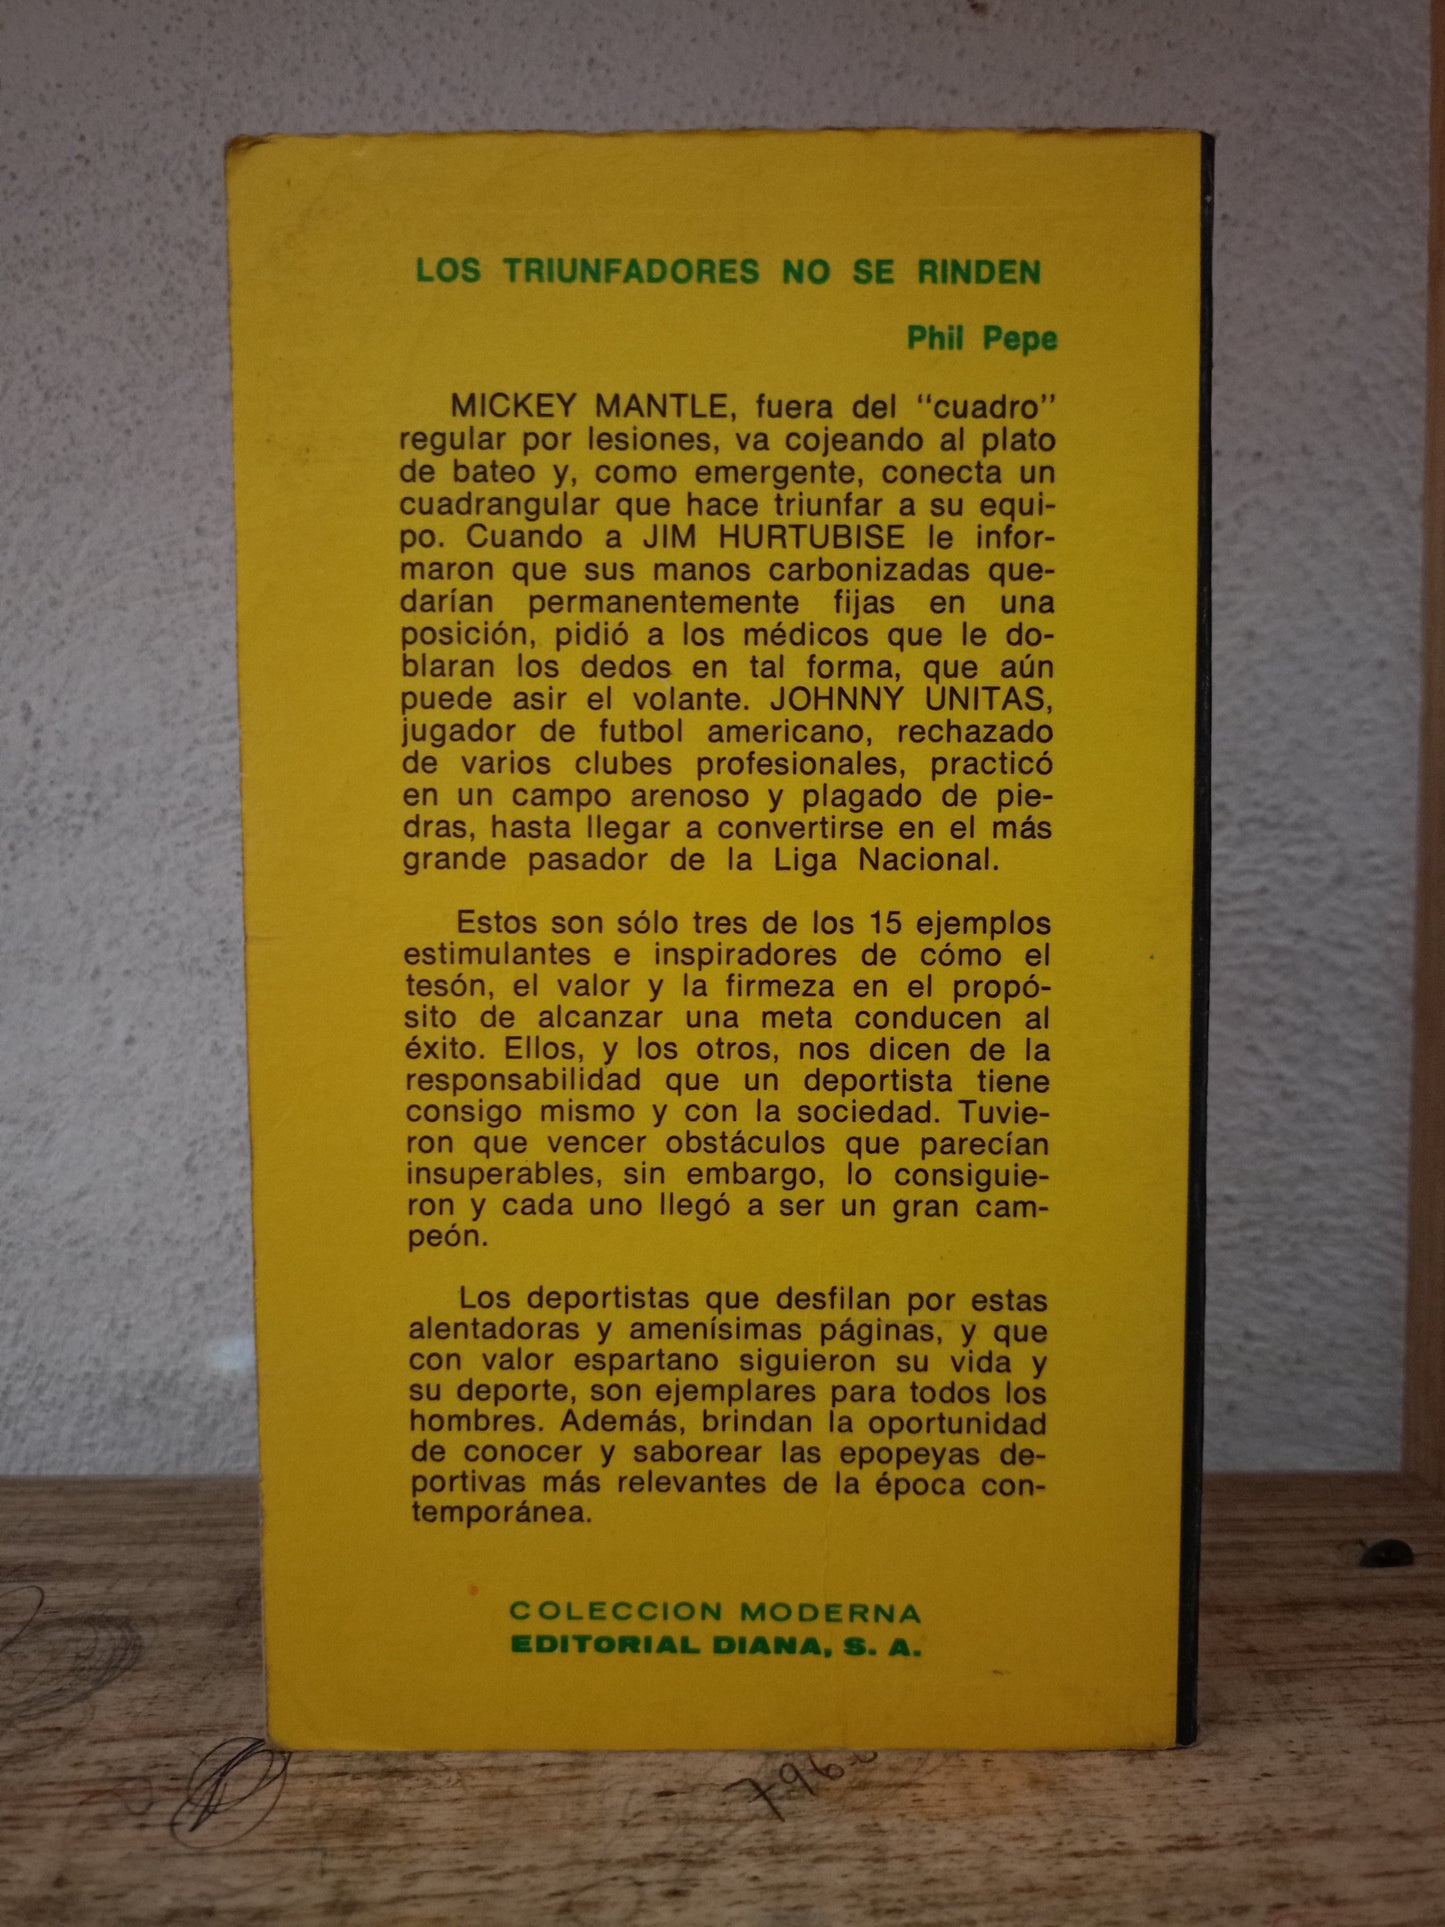 LOS TRIUNFADORES NO SE RINDEN
Phil Pepe
MICKEY MANTLE, fuera del "cuadro"
regular por lesiones, va cojeando al plato
de bateo y, como emergente, conecta un
cuadrangular que hace triunfar a su equi-
po. Cuando a JIM HURTUBISE le infor-
maron que sus manos carbonizadas que-
darían permanentemente fijas en una
posición, pidió a los médicos que le do-
blaran los dedos en tal forma, que aún
puede asir el volante. JOHNNY UNITAS,
jugador de futbol americano, rechazado
de varios clubes profesionales, practicó
en un campo arenoso y plagado de pie-
dras, hasta llegar a convertirse en el más
grande pasador de la Liga Nacional.
Estos son sólo tres de los 15 ejemplos
estimulantes e inspiradores de cómo el
tesón, el valor y la firmeza en el propó-
sito de alcanzar una meta conducen al
éxito. Ellos, y los otros, nos dicen de la
responsabilidad que un deportista tiene
consigo mismo y con la sociedad. Tuvie-
ron que vencer obstáculos que parecían
insuperables, sin embargo, lo consiguie-
ron y cada uno llegó a ser un gran cam-
peón.
Los deportistas que desfilan por estas
alentadoras y amenísimas páginas, y que
con valor espartano siguieron su vida y
su deporte, son ejemplares para todos los
hombres. Además, brindan la oportunidad
de conocer y saborear las epopeyas de-
portivas más relevantes de la época con-
temporánea.
COLECCION MODERNA
EDITORIAL DIANA, S. A.